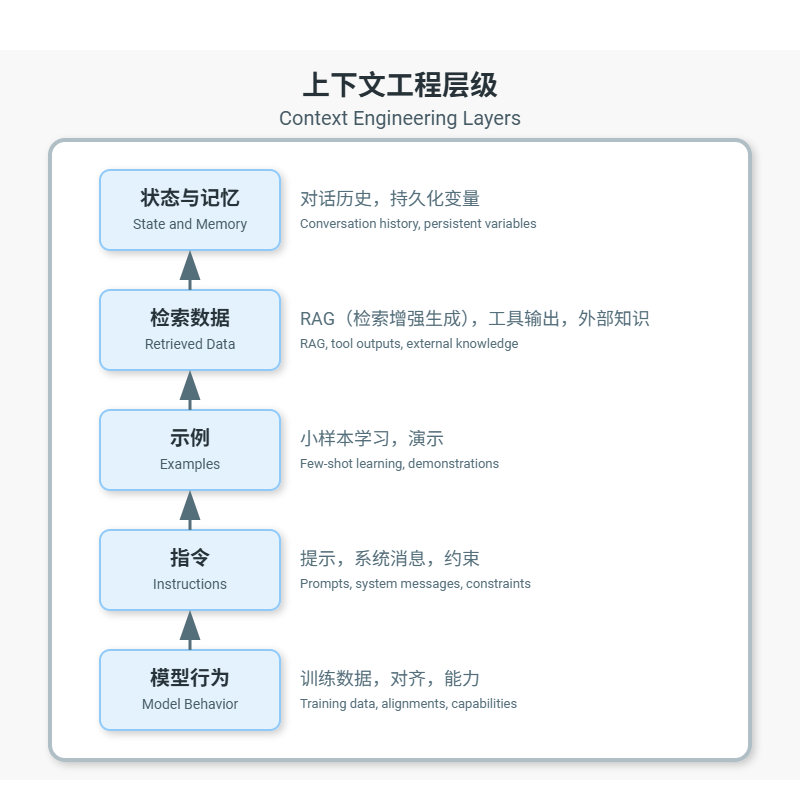 上下文工程层级
Context Engineering Layers
状态与记忆
State and Memory
对话历史，持久化变量
Conversation history, persistent variables
检索数据
Retrieved Data
RAG（检索增强生成），工具输出，外部知识
RAG, tool outputs, external knowledge
示例
Examples
小样本学习，演示
Few-shot learning, demonstrations
指令
Instructions
提示，系统消息，约束
Prompts, system messages, constraints
模型行为
Model Behavior
训练数据，对齐，能力
Training data, alignments, capabilities